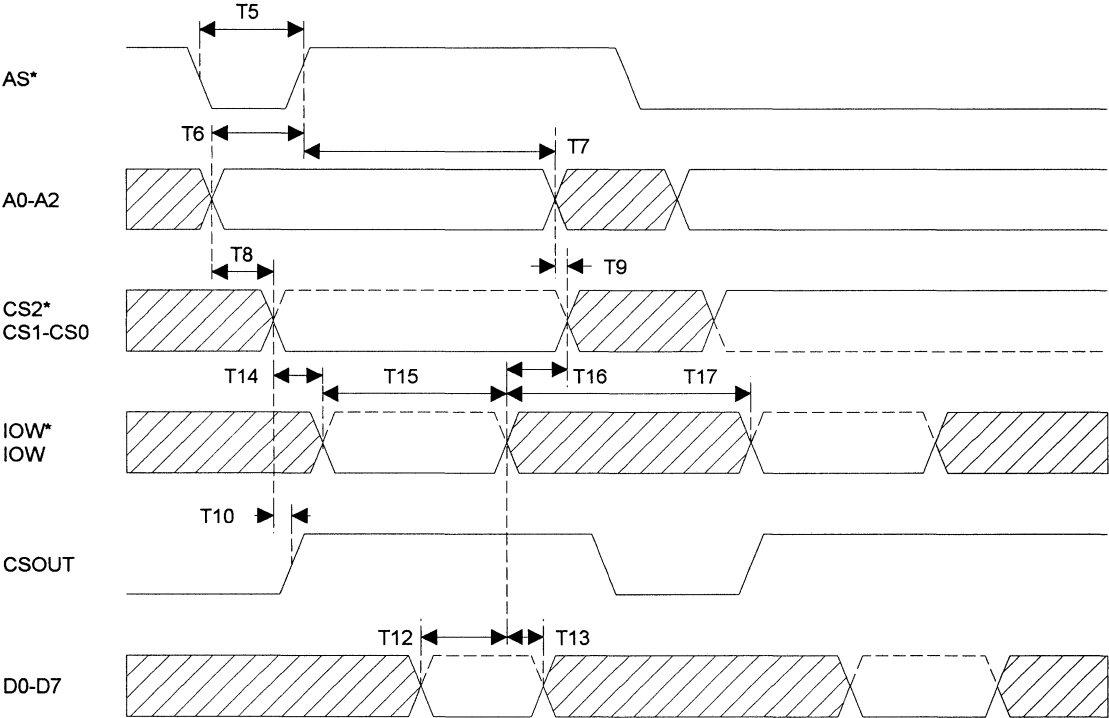 T5
AS*
T6
T7
A0-A2
T8
T9
CS2*
CS1-CS0
T14
T15
T16
T17
IOW*
IOW
T10
CSOUT
T12
T13
D0-D7